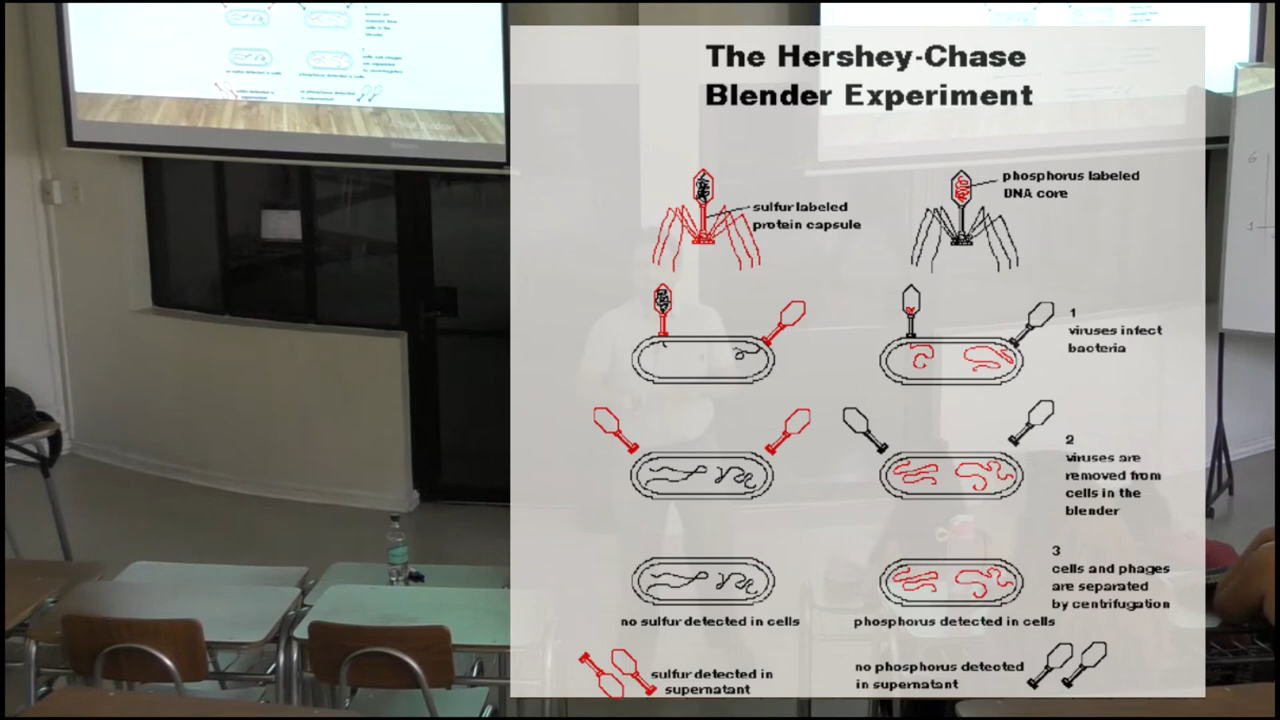 The Hershey-Chase
Blender Experiment
sulfur labeled
protein capsule
phosphorus labeled
DNA core
1
viruses infect
bacteria
2
viruses are
removed from
cells in the
blender
3
cells and phages
are separated
by centrifugation
no sulfur detected in cells
phosphorus detected in cells
sulfur detected in
supernatant
no phosphorus detected
in supernatant